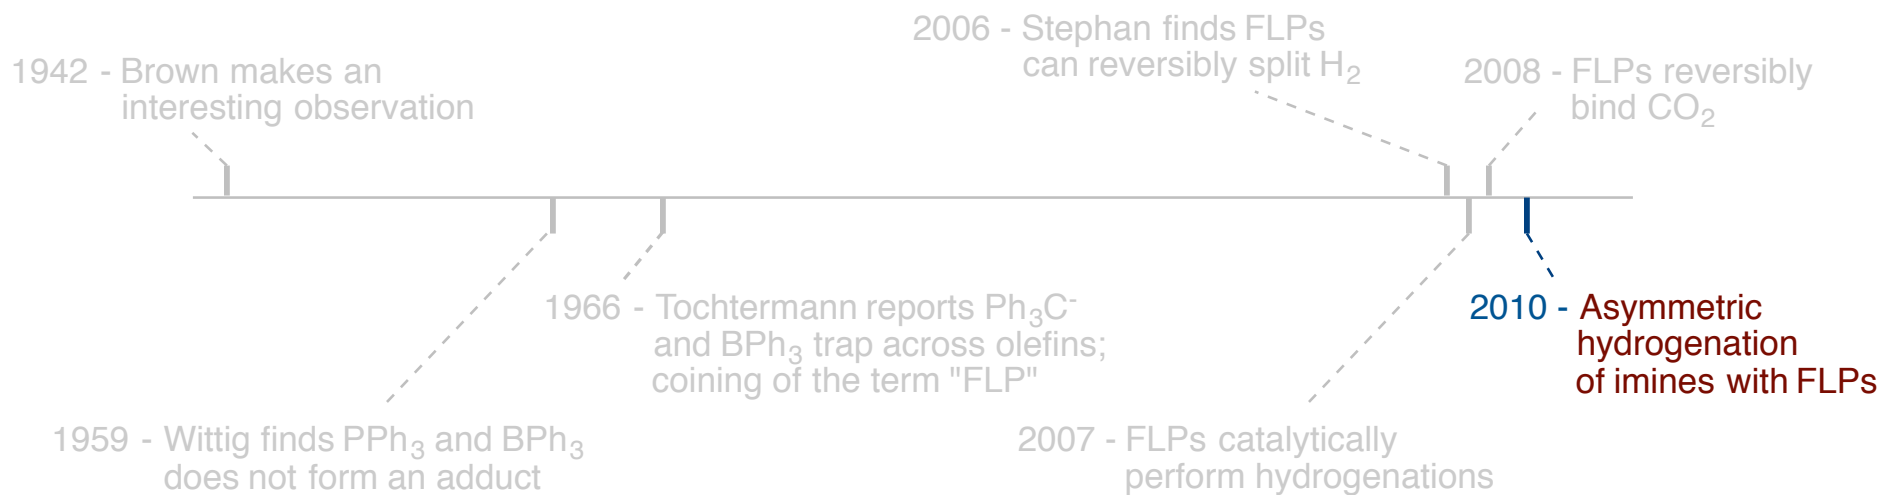 2006 - Stephan finds FLPs
can reversibly split H₂
1942 - Brown makes an
interesting observation
2008 - FLPs reversibly
bind CO₂
1966 - Tochtermann reports Ph₃C⁻
and BPh₃ trap across olefins;
coining of the term "FLP"
2010 - Asymmetric
hydrogenation
of imines with FLPs
1959 - Wittig finds PPh₃ and BPh₃
does not form an adduct
2007 - FLPs catalytically
perform hydrogenations